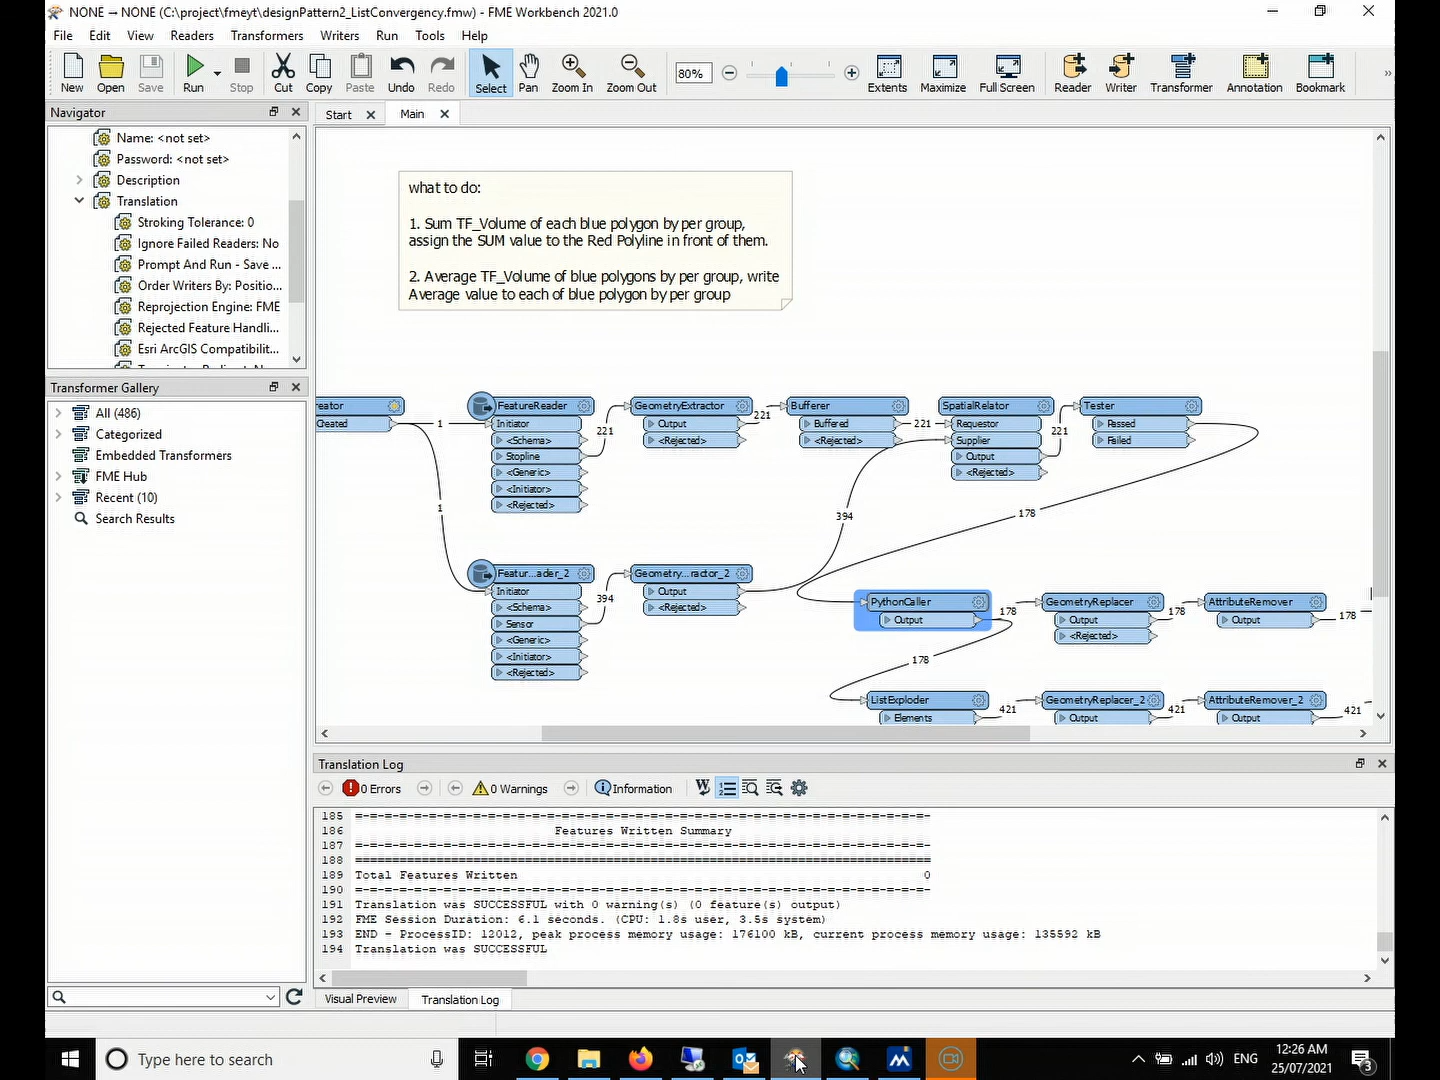 NONE → NONE (C:\project\fmeyt\designPattern2_ListConvergency.fmw) - FME Workbench 2021.0
File Edit View Readers Transformers Writers Run Tools Help
New Open Save Run Stop Cut Copy Paste Undo Redo Select Pan Zoom In Zoom Out 80% Extents Maximize Full Screen Reader Writer Transformer Annotation Bookmark »
Navigator
Start Main
Name: <not set>
Password: <not set>
Description
Translation
Stroking Tolerance: 0
Ignore Failed Readers: No
Prompt And Run - Save ...
Order Writers By: Positio...
Reprojection Engine: FME
Rejected Feature Handli...
Esri ArcGIS Compatibilit...
Transformer Gallery
All (486)
Categorized
Embedded Transformers
FME Hub
Recent (10)
Search Results
what to do:
1. Sum TF_Volume of each blue polygon by per group,
assign the SUM value to the Red Polyline in front of them.
2. Average TF_Volume of blue polygons by per group, write
Average value to each of blue polygon by per group
reator
Created
1
1
FeatureReader
Initiator
<Schema>
Stopline
<Generic>
<Initiator>
<Rejected>
221
GeometryExtractor
Output
<Rejected>
221
Bufferer
Buffered
<Rejected>
221
SpatialRelator
Requestor
Supplier
Output
<Rejected>
221
Tester
Passed
Failed
178
394
Featur...ader_2
Initiator
<Schema>
Sensor
<Generic>
<Initiator>
<Rejected>
394
Geometry...ractor_2
Output
<Rejected>
PythonCaller
Output
178
178
GeometryReplacer
Output
<Rejected>
178
AttributeRemover
Output
178
ListExploder
Elements
421
GeometryReplacer_2
Output
421
AttributeRemover_2
Output
421
Translation Log
0 Errors 0 Warnings Information
185 =-=-=-=-=-=-=-=-=-=-=-=-=-=-=-=-=-=-=-=-=-=-=-=-=-=-=-=-=-=-=-=-=-=-=-=-=-=-
186 Features Written Summary
187 =-=-=-=-=-=-=-=-=-=-=-=-=-=-=-=-=-=-=-=-=-=-=-=-=-=-=-=-=-=-=-=-=-=-=-=-=-=-
188 ==============================================================================
189 Total Features Written 0
190 =-=-=-=-=-=-=-=-=-=-=-=-=-=-=-=-=-=-=-=-=-=-=-=-=-=-=-=-=-=-=-=-=-=-=-=-=-=-
191 Translation was SUCCESSFUL with 0 warning(s) (0 feature(s) output)
192 FME Session Duration: 6.1 seconds. (CPU: 1.8s user, 3.5s system)
193 END - ProcessID: 12012, peak process memory usage: 176100 kB, current process memory usage: 135592 kB
194 Translation was SUCCESSFUL
Visual Preview Translation Log
Type here to search
ENG
12:26 AM
25/07/2021
3